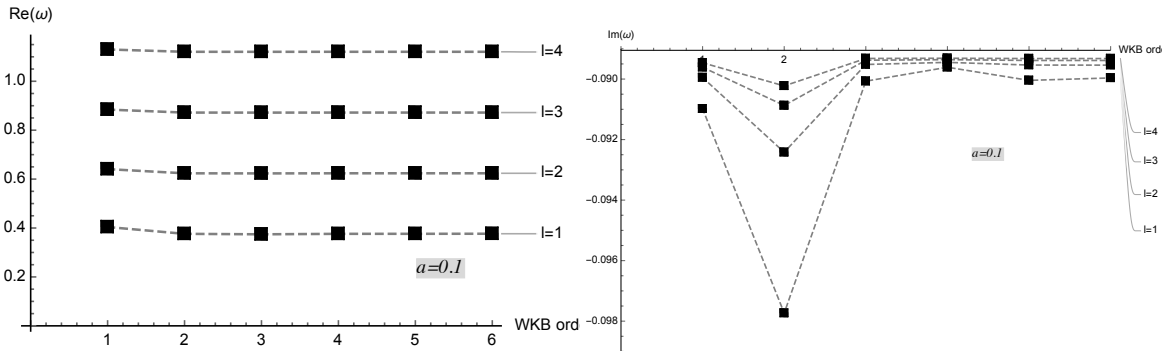 Re(ω)
1.0
0.8
0.6
0.4
0.2
l=4
l=3
l=2
l=1
a=0.1
1 2 3 4 5 6
WKB ord
Im(ω)
WKB orde
2
-0.090
-0.092
-0.094
-0.096
-0.098
a=0.1
l=4
l=3
l=2
l=1